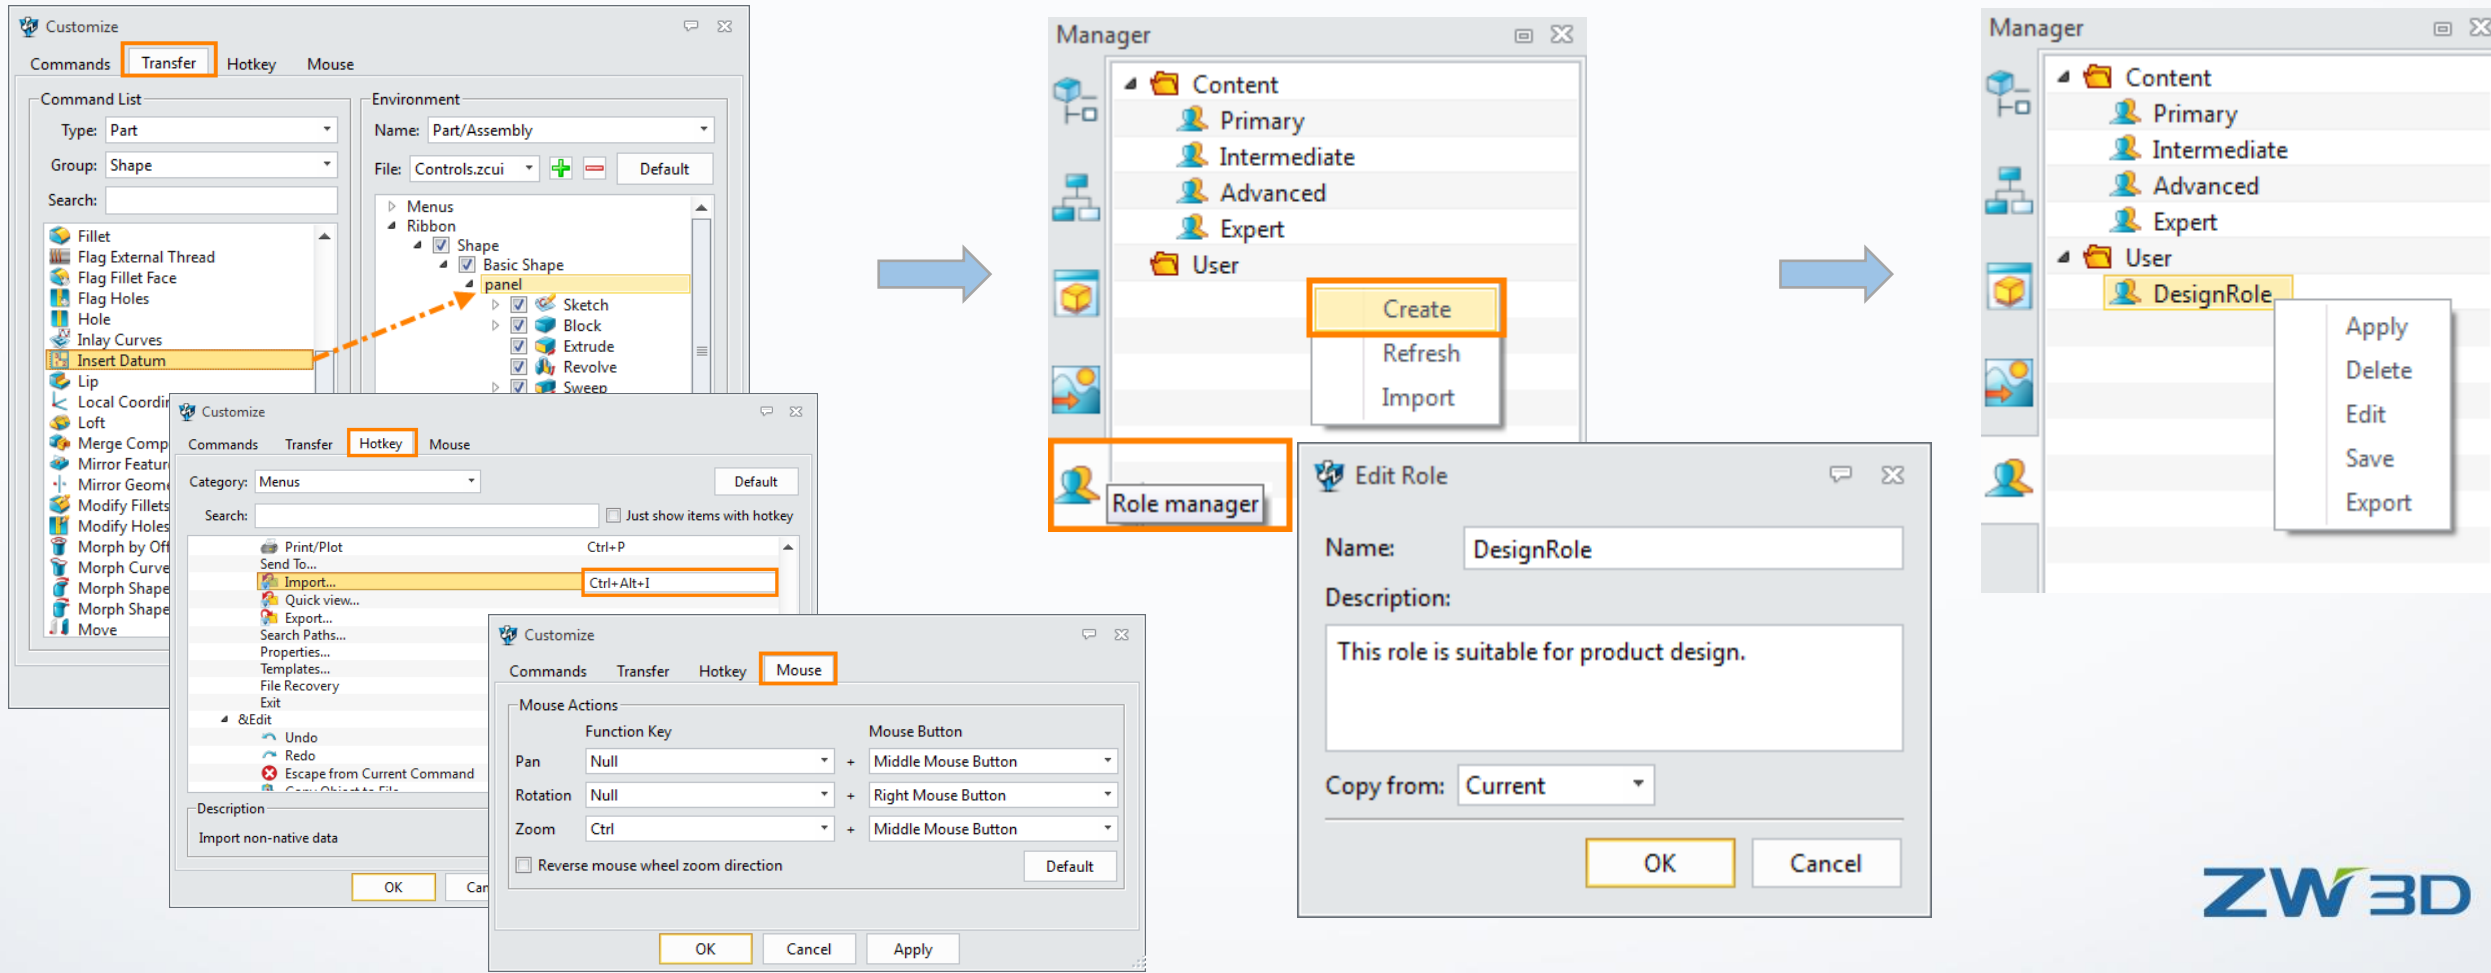 Customize
Commands Transfer Hotkey Mouse
Command List
Type: Part
Group: Shape
Search:
Fillet
Flag External Thread
Flag Fillet Face
Flag Holes
Hole
Inlay Curves
Insert Datum
Lip
Local Coordin
Loft
Merge Comp
Mirror Featur
Mirror Geom
Modify Fillets
Modify Holes
Morph by Off
Morph Curve
Morph Shape
Morph Shape
Move
Environment
Name: Part/Assembly
File: Controls.zcui Default
Menus
Ribbon
Shape
Basic Shape
panel
Sketch
Block
Extrude
Revolve
Sweep
Customize
Commands Transfer Hotkey Mouse
Category: Menus Default
Search: Just show items with hotkey
Print/Plot Ctrl+P
Send To...
Import... Ctrl+Alt+I
Quick view...
Export...
Search Paths...
Properties...
Templates...
File Recovery
Exit
&Edit
Undo
Redo
Escape from Current Command
Copy Object to File
Description
Import non-native data
OK Can
Customize
Commands Transfer Hotkey Mouse
Mouse Actions
Function Key Mouse Button
Pan Null + Middle Mouse Button
Rotation Null + Right Mouse Button
Zoom Ctrl + Middle Mouse Button
Reverse mouse wheel zoom direction Default
OK Cancel Apply
Manager
Content
Primary
Intermediate
Advanced
Expert
User
Create
Refresh
Import
Role manager
Edit Role
Name: DesignRole
Description:
This role is suitable for product design.
Copy from: Current
OK Cancel
Manager
Content
Primary
Intermediate
Advanced
Expert
User
DesignRole
Apply
Delete
Edit
Save
Export
ZW3D